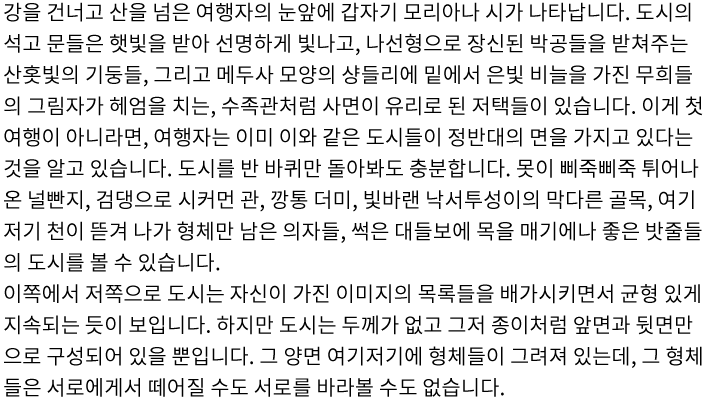 강을 건너고 산을 넘은 여행자의 눈앞에 갑자기 모리아나 시가 나타납니다. 도시의
석고 문들은 햇빛을 받아 선명하게 빛나고, 나선형으로 장신된 박공들을 받쳐주는
산홋빛의 기둥들, 그리고 메두사 모양의 샹들리에 밑에서 은빛 비늘을 가진 무희들
의 그림자가 헤엄을 치는, 수족관처럼 사면이 유리로 된 저택들이 있습니다. 이게 첫
여행이 아니라면, 여행자는 이미 이와 같은 도시들이 정반대의 면을 가지고 있다는
것을 알고 있습니다. 도시를 반 바퀴만 돌아봐도 충분합니다. 못이 삐죽삐죽 튀어나
온 널빤지, 검댕으로 시커먼 관, 깡통 더미, 빛바랜 낙서투성이의 막다른 골목, 여기
저기 천이 뜯겨 나가 형체만 남은 의자들, 썩은 대들보에 목을 매기에나 좋은 밧줄들
의 도시를 볼 수 있습니다.
이쪽에서 저쪽으로 도시는 자신이 가진 이미지의 목록들을 배가시키면서 균형 있게
지속되는 듯이 보입니다. 하지만 도시는 두께가 없고 그저 종이처럼 앞면과 뒷면만
으로 구성되어 있을 뿐입니다. 그 양면 여기저기에 형체들이 그려져 있는데, 그 형체
들은 서로에게서 떼어질 수도 서로를 바라볼 수도 없습니다.